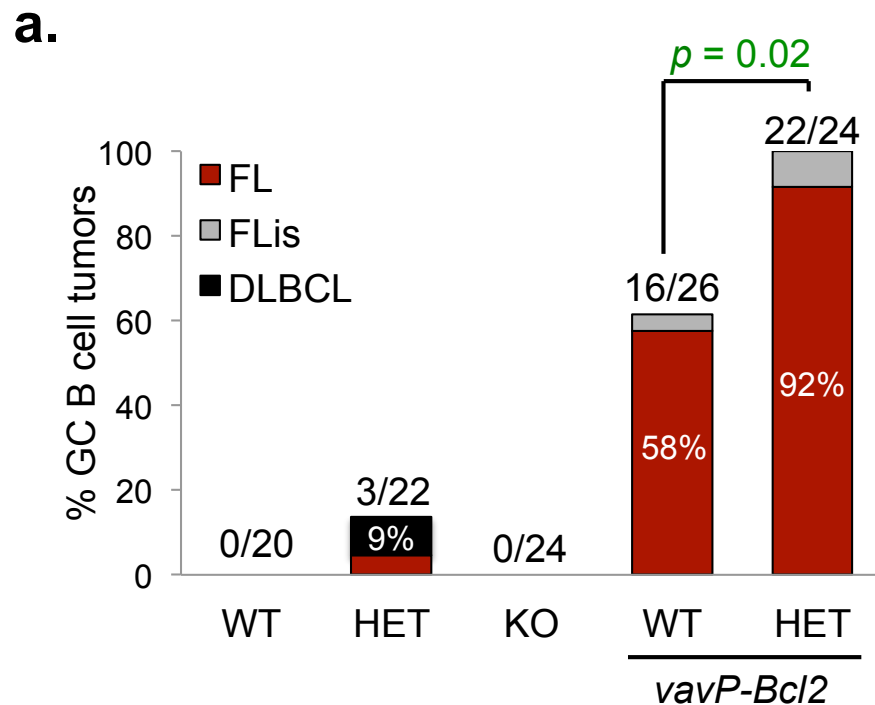 a.
p = 0.02
22/24
100
FL
80
FLis
DLBCL
16/26
60
92%
% GC B cell tumors
40
58%
20
3/22
0/20
9%
0/24
0
WT HET KO WT HET
vavP-Bcl2